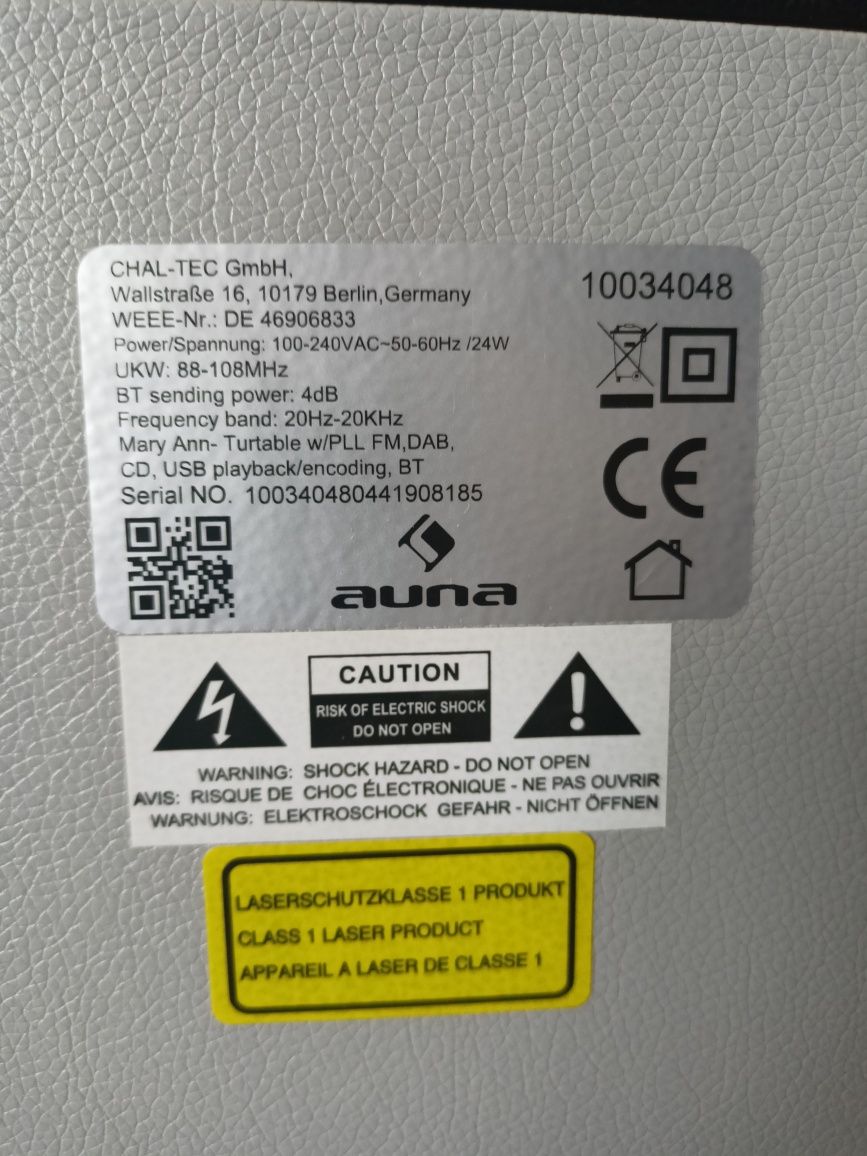 CHAL-TEC GmbH,
Wallstraße 16, 10179 Berlin,Germany
WEEE-Nr.: DE 46906833
Power/Spannung: 100-240VAC~50-60Hz /24W
UKW: 88-108MHz
BT sending power: 4dB
Frequency band: 20Hz-20KHz
Mary Ann- Turtable w/PLL FM,DAB,
CD, USB playback/encoding, BT
Serial NO. 100340480441908185
10034048
CE
auna
CAUTION
RISK OF ELECTRIC SHOCK
DO NOT OPEN
WARNING: SHOCK HAZARD - DO NOT OPEN
AVIS: RISQUE DE CHOC ÉLECTRONIQUE - NE PAS OUVRIR
WARNUNG: ELEKTROSCHOCK GEFAHR - NICHT ÖFFNEN
LASERSCHUTZKLASSE 1 PRODUKT
CLASS 1 LASER PRODUCT
APPAREIL A LASER DE CLASSE 1